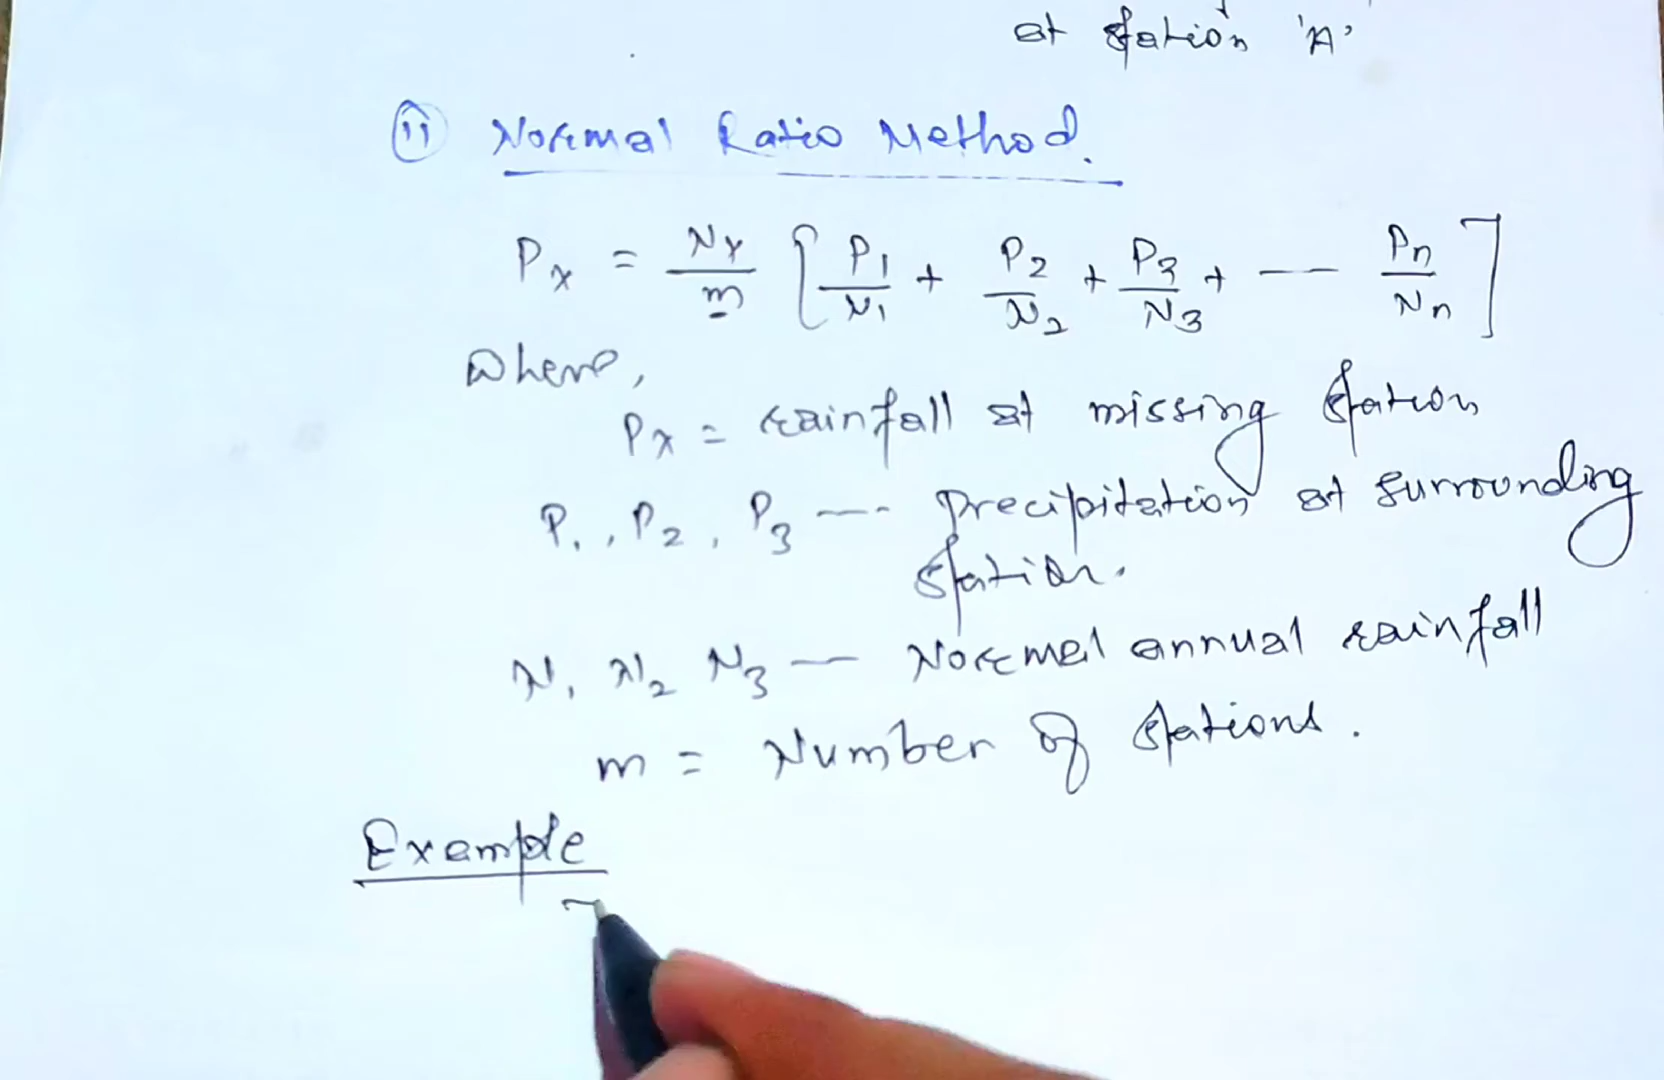 at station 'A'
(ii) Normal Ratio Method.
Px = Nx/m [P1/N1 + P2/N2 + P3/N3 + — Pn/Nn]
Where,
Px = rainfall at missing station
P1, P2, P3 --- Precipitation at surrounding
station.
N1 N2 N3 — Normal annual rainfall
m = Number of stations.
Example